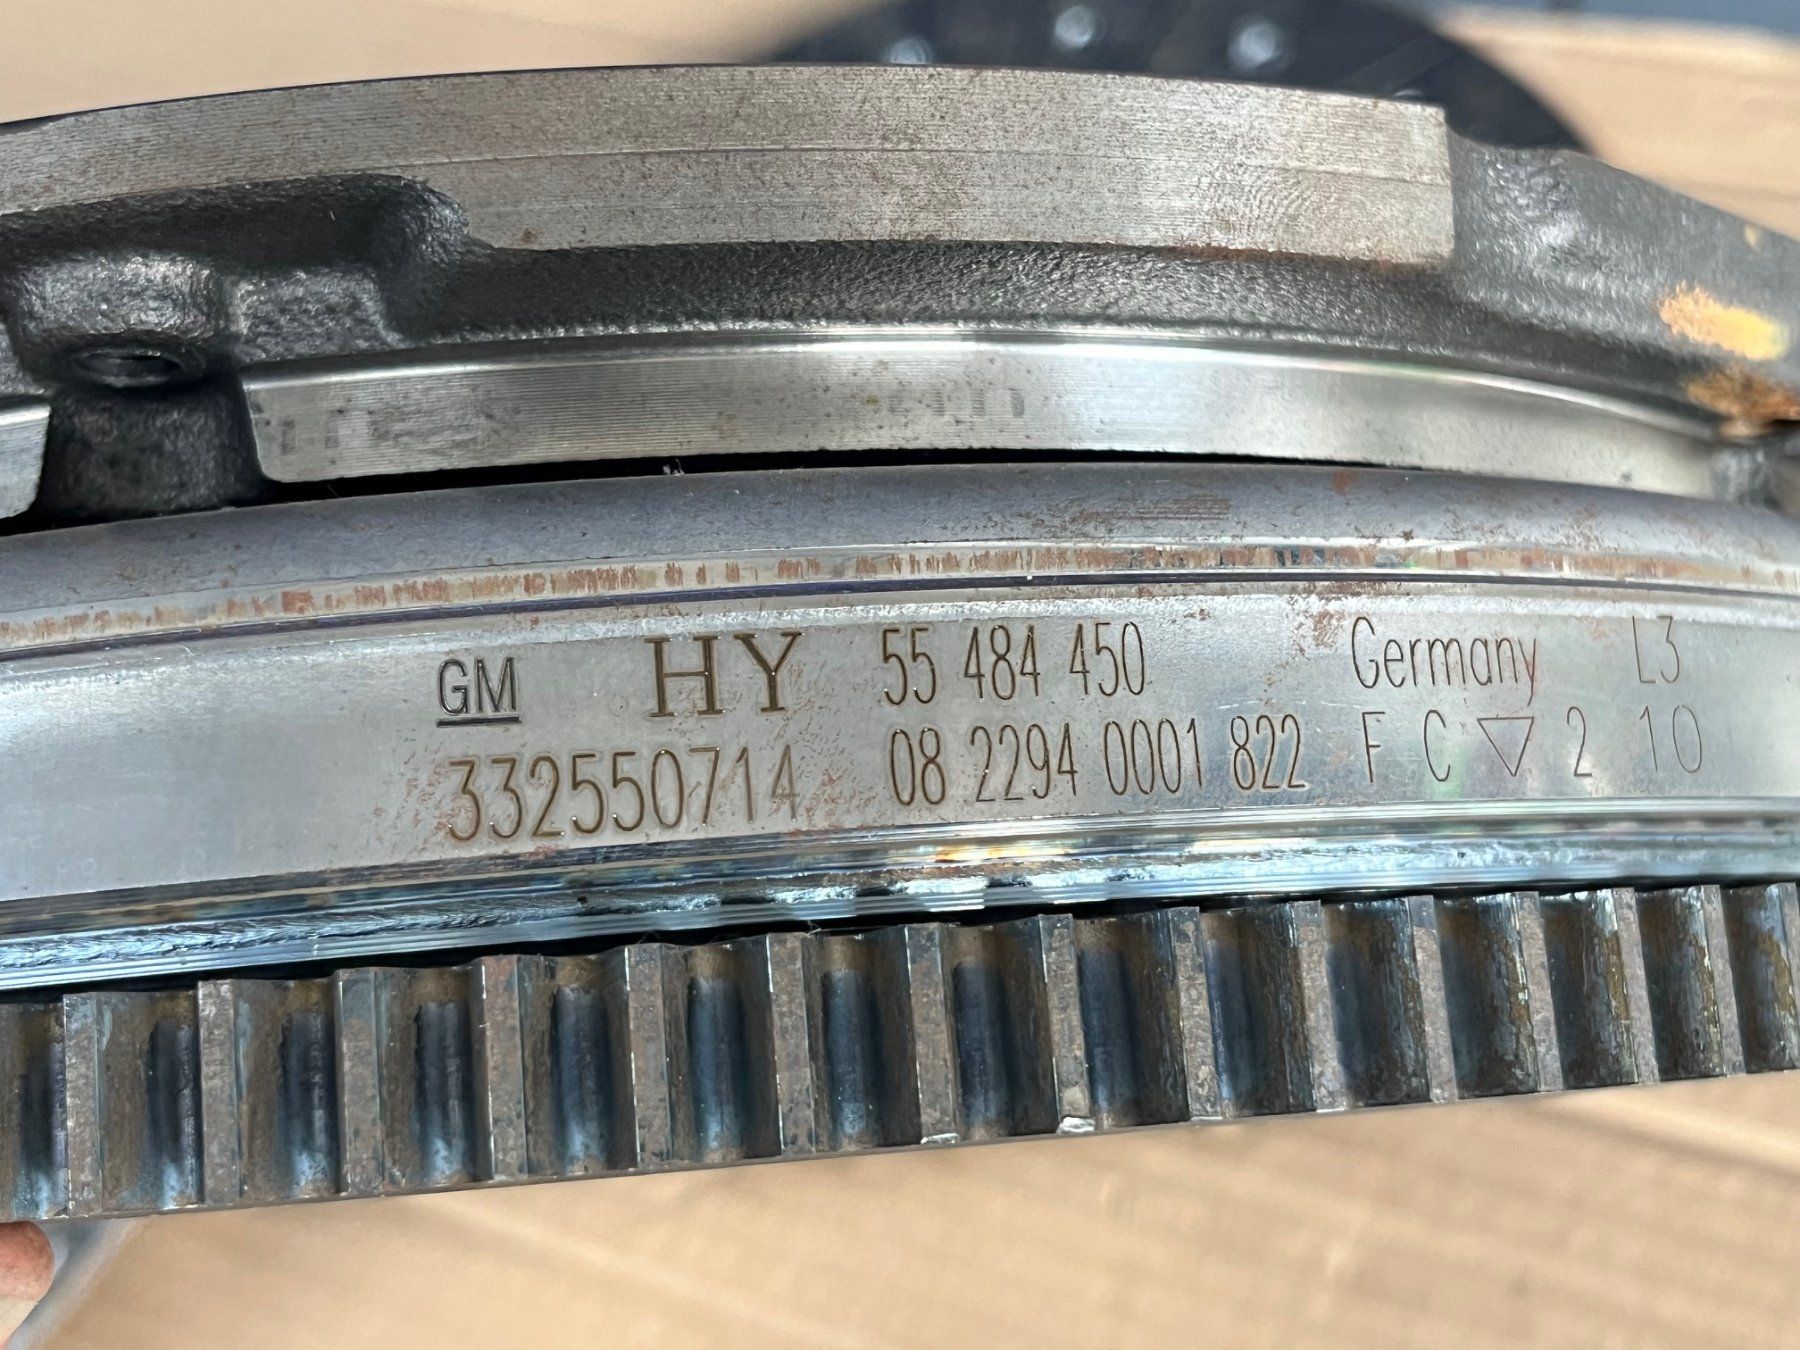 GM HY 55 484 450 Germany L3
332550714 08 2294 0001 822 F C ▽ 2 10